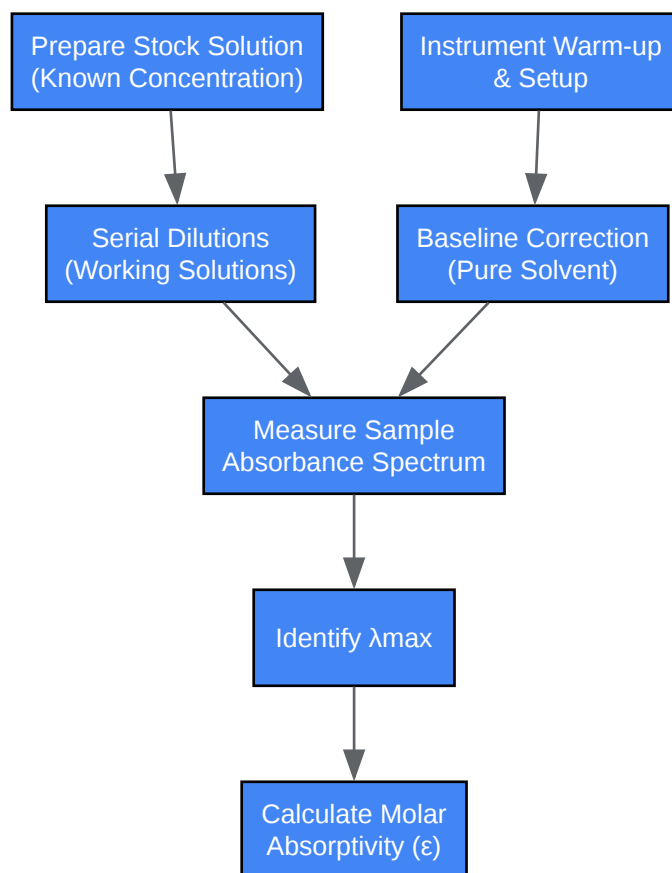 Prepare Stock Solution
(Known Concentration)
Instrument Warm-up
& Setup
Serial Dilutions
(Working Solutions)
Baseline Correction
(Pure Solvent)
Measure Sample
Absorbance Spectrum
Identify λmax
Calculate Molar
Absorptivity (ε)